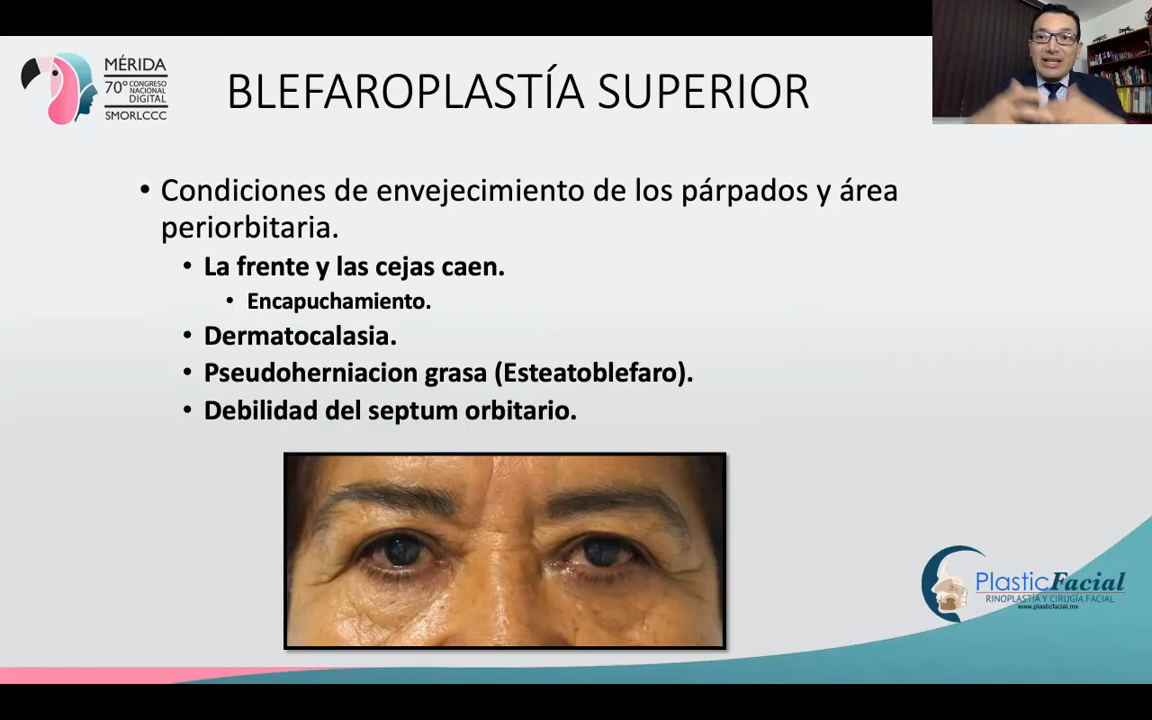 MÉRIDA
70° CONGRESO
NACIONAL
DIGITAL
SMORLCCC
BLEFAROPLASTÍA SUPERIOR
• Condiciones de envejecimiento de los párpados y área
periorbitaria.
• La frente y las cejas caen.
• Encapuchamiento.
• Dermatocalasia.
• Pseudoherniacion grasa (Esteatoblefaro).
• Debilidad del septum orbitario.
PlasticFacial
RINOPLASTÍA Y CIRUGÍA FACIAL
www.plasticfacial.mx